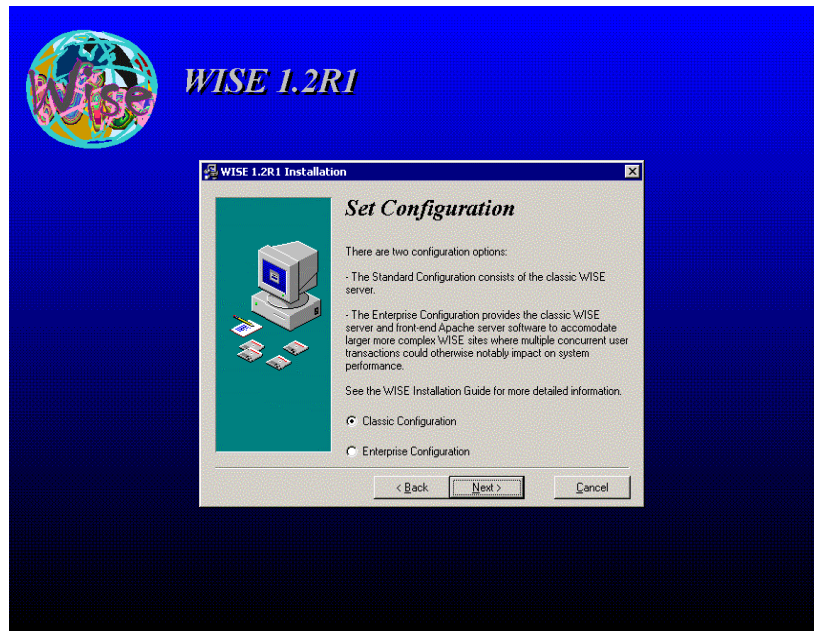 Wise
WISE 1.2R1
WISE 1.2R1 Installation
Set Configuration
There are two configuration options:
- The Standard Configuration consists of the classic WISE
server.
- The Enterprise Configuration provides the classic WISE
server and front-end Apache server software to accomodate
larger more complex WISE sites where multiple concurrent user
transactions could otherwise notably impact on system
performance.
See the WISE Installation Guide for more detailed information.
Classic Configuration
Enterprise Configuration
< Back
Next >
Cancel